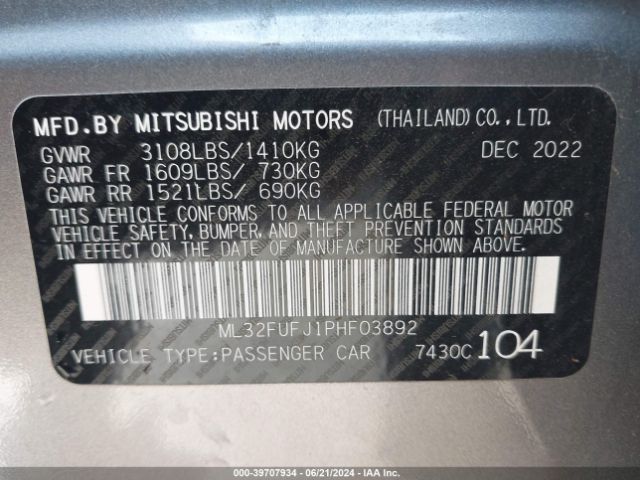 MFD.BY MITSUBISHI MOTORS (THAILAND)CO.,LTD.
GVWR 3108LBS/1410KG DEC 2022
GAWR FR 1609LBS/ 730KG
GAWR RR 1521LBS/ 690KG
THIS VEHICLE CONFORMS TO ALL APPLICABLE FEDERAL MOTOR
VEHICLE SAFETY, BUMPER, AND THEFT PREVENTION STANDARDS
IN EFFECT ON THE DATE OF MANUFACTURE SHOWN ABOVE.
ML32FUFJ1PHF03892
VEHICLE TYPE:PASSENGER CAR 7430C 104
000-39707934 - 06/21/2024 - IAA Inc.